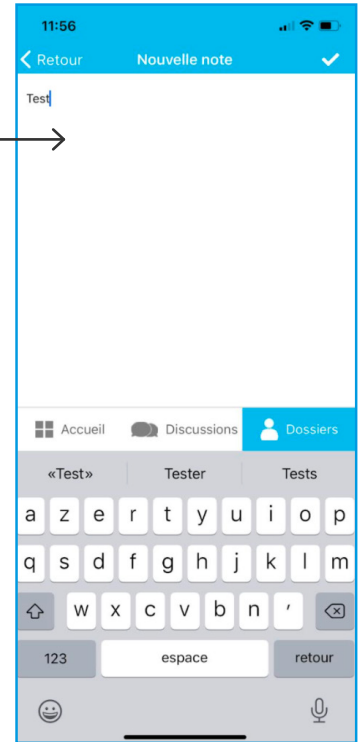 11:56
Retour Nouvelle note
Test
Accueil Discussions Dossiers
«Test» Tester Tests
a z e r t y u i o p
q s d f g h j k l m
w x c v b n ′
123 espace retour